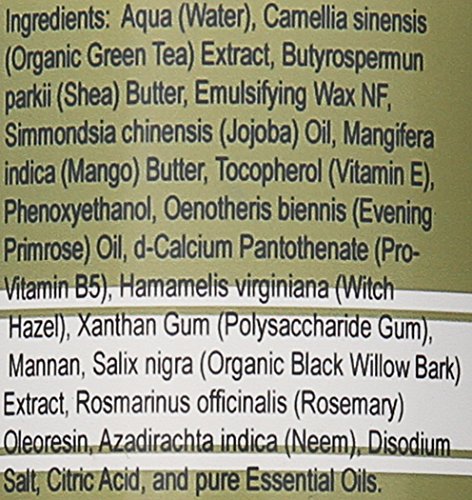 Ingredients: Aqua (Water), Camellia sinensis
(Organic Green Tea) Extract, Butyrospermun
parkii (Shea) Butter, Emulsifying Wax NF,
Simmondsia chinensis (Jojoba) Oil, Mangifera
indica (Mango) Butter, Tocopherol (Vitamin E),
Phenoxyethanol, Oenotheris biennis (Evening
Primrose) Oil, d-Calcium Pantothenate (Pro-
Vitamin B5), Hamamelis virginiana (Witch
Hazel), Xanthan Gum (Polysaccharide Gum),
Mannan, Salix nigra (Organic Black Willow Bark)
Extract, Rosmarinus officinalis (Rosemary)
Oleoresin, Azadirachta indica (Neem), Disodium
Salt, Citric Acid, and pure Essential Oils.